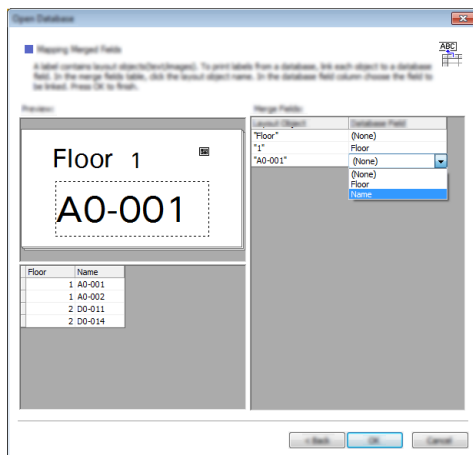 Open Database
ABC
Mapping Merged Fields
A label contains layout objects(text/images). To print labels from a database, link each object to a database
field. In the merge fields table, click the layout object name. In the database field column choose the field to
be linked. Press OK to finish.
Preview:
Floor 1
A0-001
Merge Fields:
Layout Object Database Field
"Floor" (None)
"1" Floor
"A0-001" (None)
(None)
Floor
Name
Floor Name
1 A0-001
1 A0-002
2 D0-011
2 D0-014
< Back OK Cancel